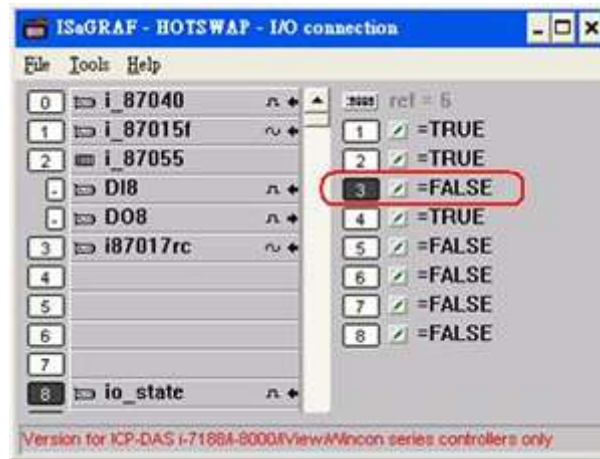 ISaGRAF - HOTSWAP - I/O connection
File Tools Help
0 i_87040
1 i_87015f
2 i_87055
. DI8
. DO8
3 i87017rc
4
5
6
7
8 io_state
ref = 6
1 =TRUE
2 =TRUE
3 =FALSE
4 =TRUE
5 =FALSE
6 =FALSE
7 =FALSE
8 =FALSE
Version for ICP-DAS i-7188/I-8000/iView/Wincon series controllers only